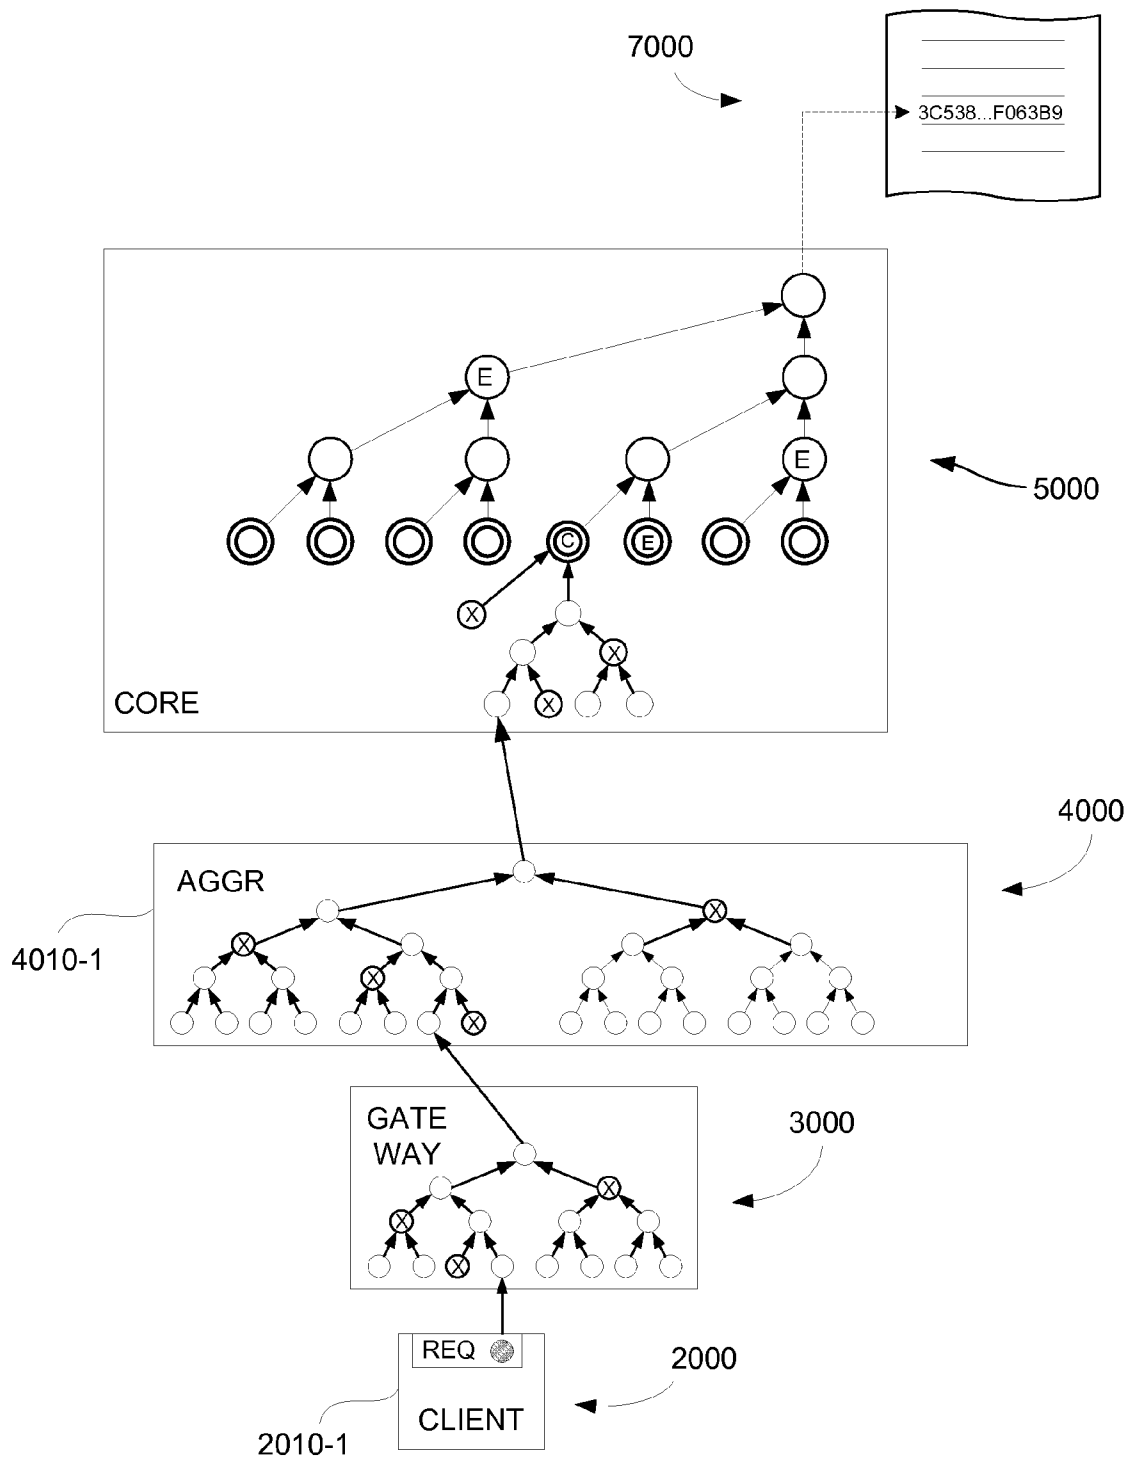 7000
3C538...F063B9
E
E
5000
C
E
X
X
X
CORE
4000
AGGR
X
X
4010-1
X
X
GATE
WAY
3000
X
X
X
REQ
2000
CLIENT
2010-1